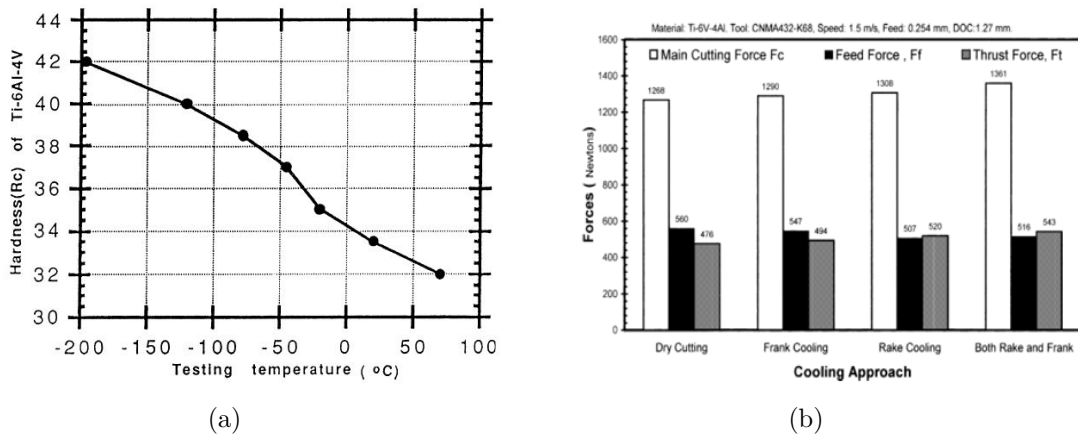 44
42
40
38
36
34
32
30
Hardness(Rc) of Ti-6Al-4V
-200 -150 -100 -50 0 50 100
Testing temperature ( oC)
(a)
Material: Ti-6V-4Al, Tool: CNMA432-K68, Speed: 1.5 m/s, Feed: 0.254 mm, DOC:1.27 mm.
1600
1400
1200
1000
800
600
400
200
0
Forces ( Newtons)
Main Cutting Force Fc Feed Force , Ff Thrust Force, Ft
1268 1290 1308 1361
560 476 547 494 507 520 516 543
Dry Cutting Frank Cooling Rake Cooling Both Rake and Frank
Cooling Approach
(b)